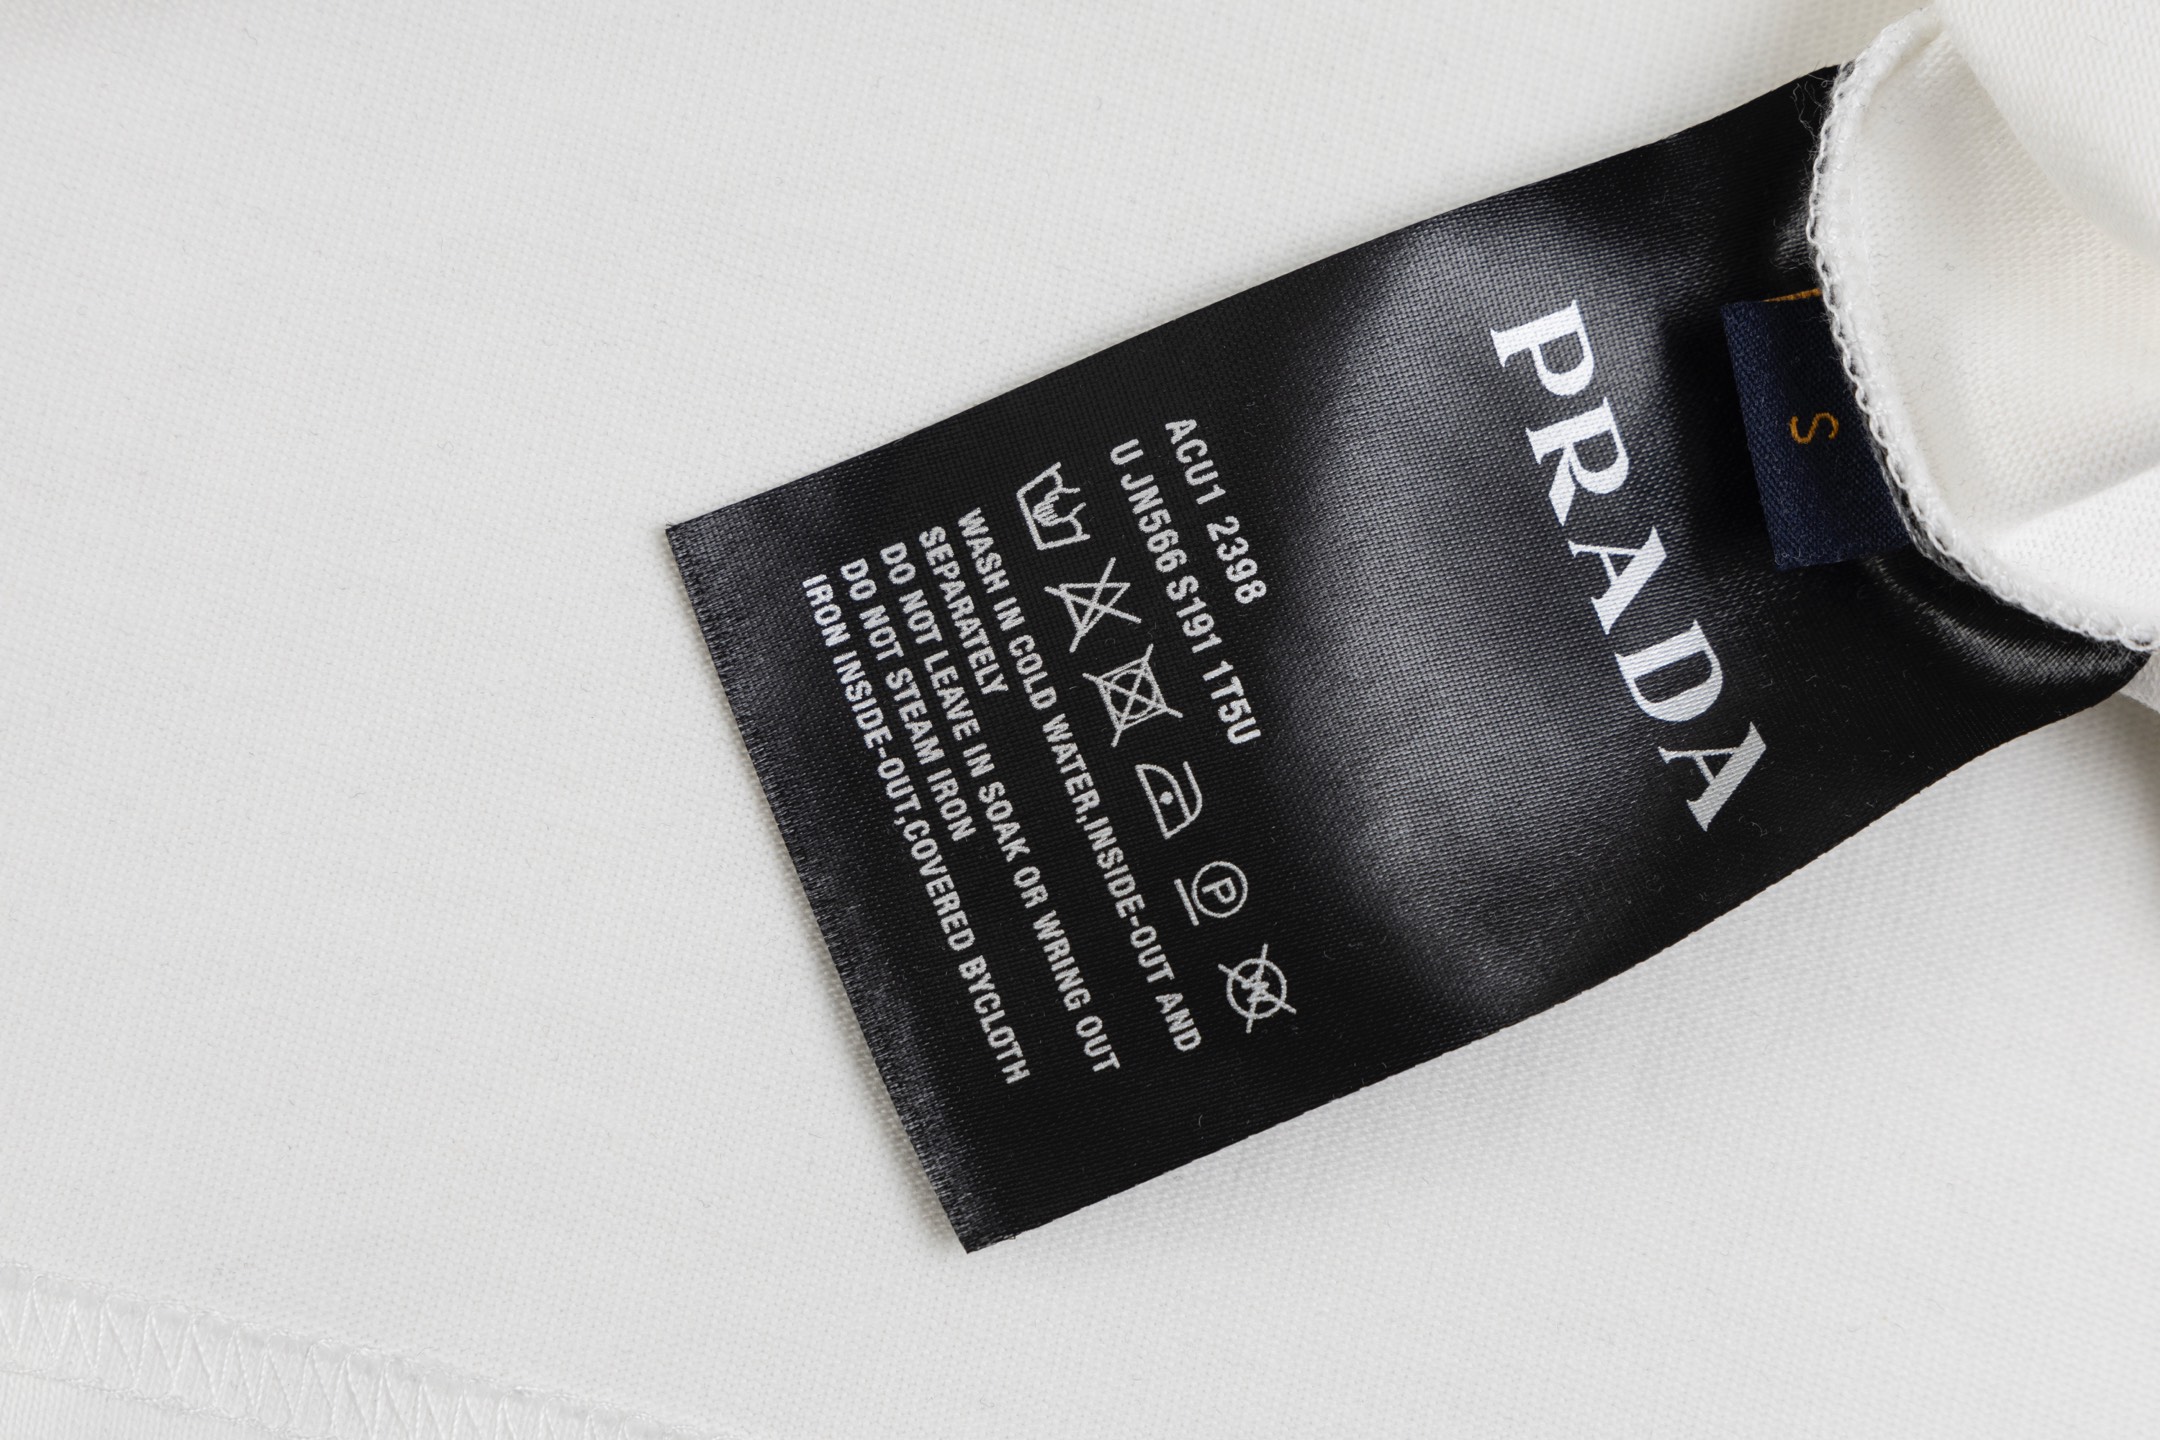 S
PRADA
ACU1 2398
UJN566 S191 1T5U
P
WASH IN COLD WATER,INSIDE-OUT AND
SEPARATELY
DO NOT LEAVE IN SOAK OR WRING OUT
DO NOT STEAM IRON
IRON INSIDE-OUT,COVERED BYCLOTH